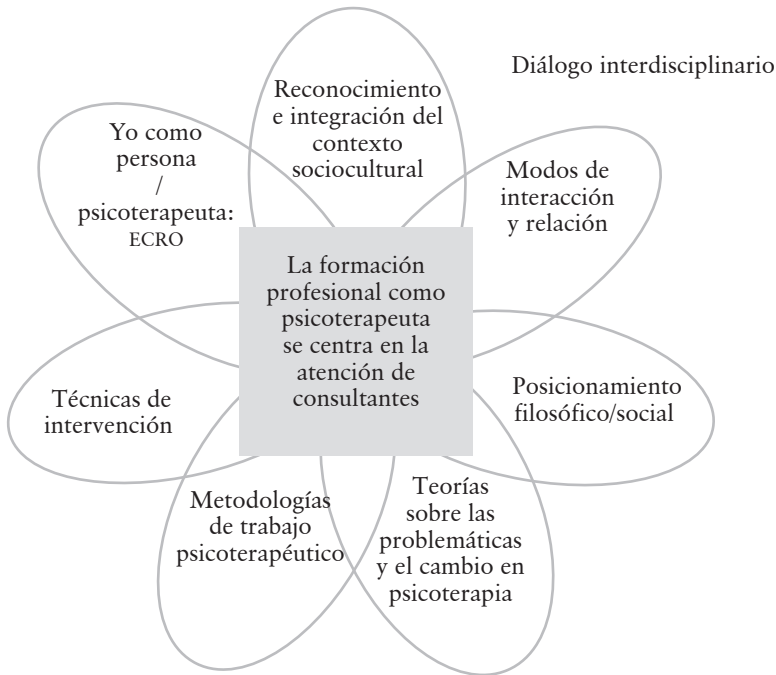 Diálogo interdisciplinario
Reconocimiento
e integración del
contexto
sociocultural
Yo como
persona
/
psicoterapeuta:
ECRO
Modos de
interacción
y relación
La formación
profesional como
psicoterapeuta
se centra en la
atención de
consultantes
Técnicas de
intervención
Posicionamiento
filosófico/social
Metodologías
de trabajo
psicoterapéutico
Teorías
sobre las
problemáticas
y el cambio en
psicoterapia